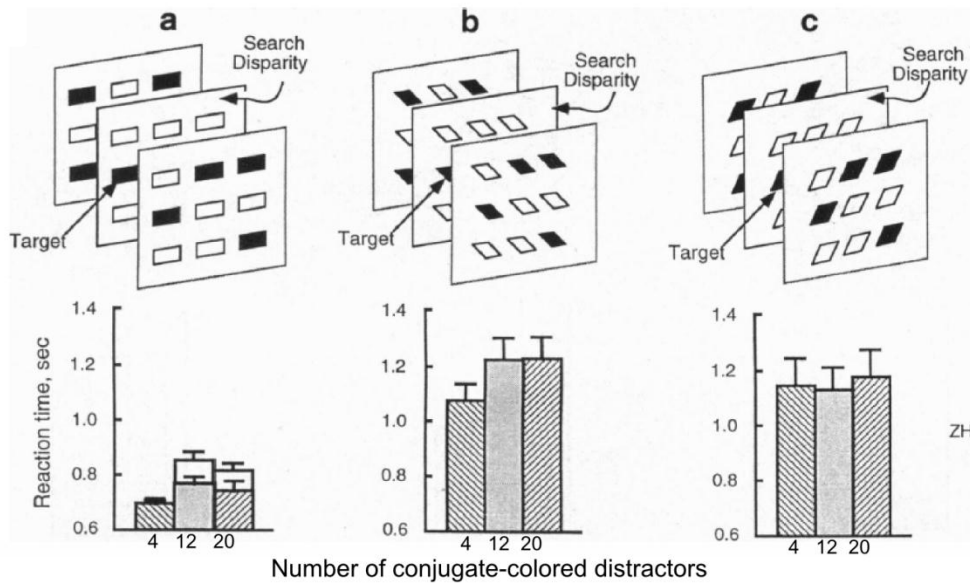 a
b
c
Search
Disparity
Target
Search
Disparity
Target
Search
Disparity
Target
Reaction time, sec
1.4
1.2
1.0
0.8
0.6
4 12 20
1.4
1.2
1.0
0.8
0.6
4 12 20
1.4
1.2
1.0
0.8
0.6
4 12 20
ZH
Number of conjugate-colored distractors